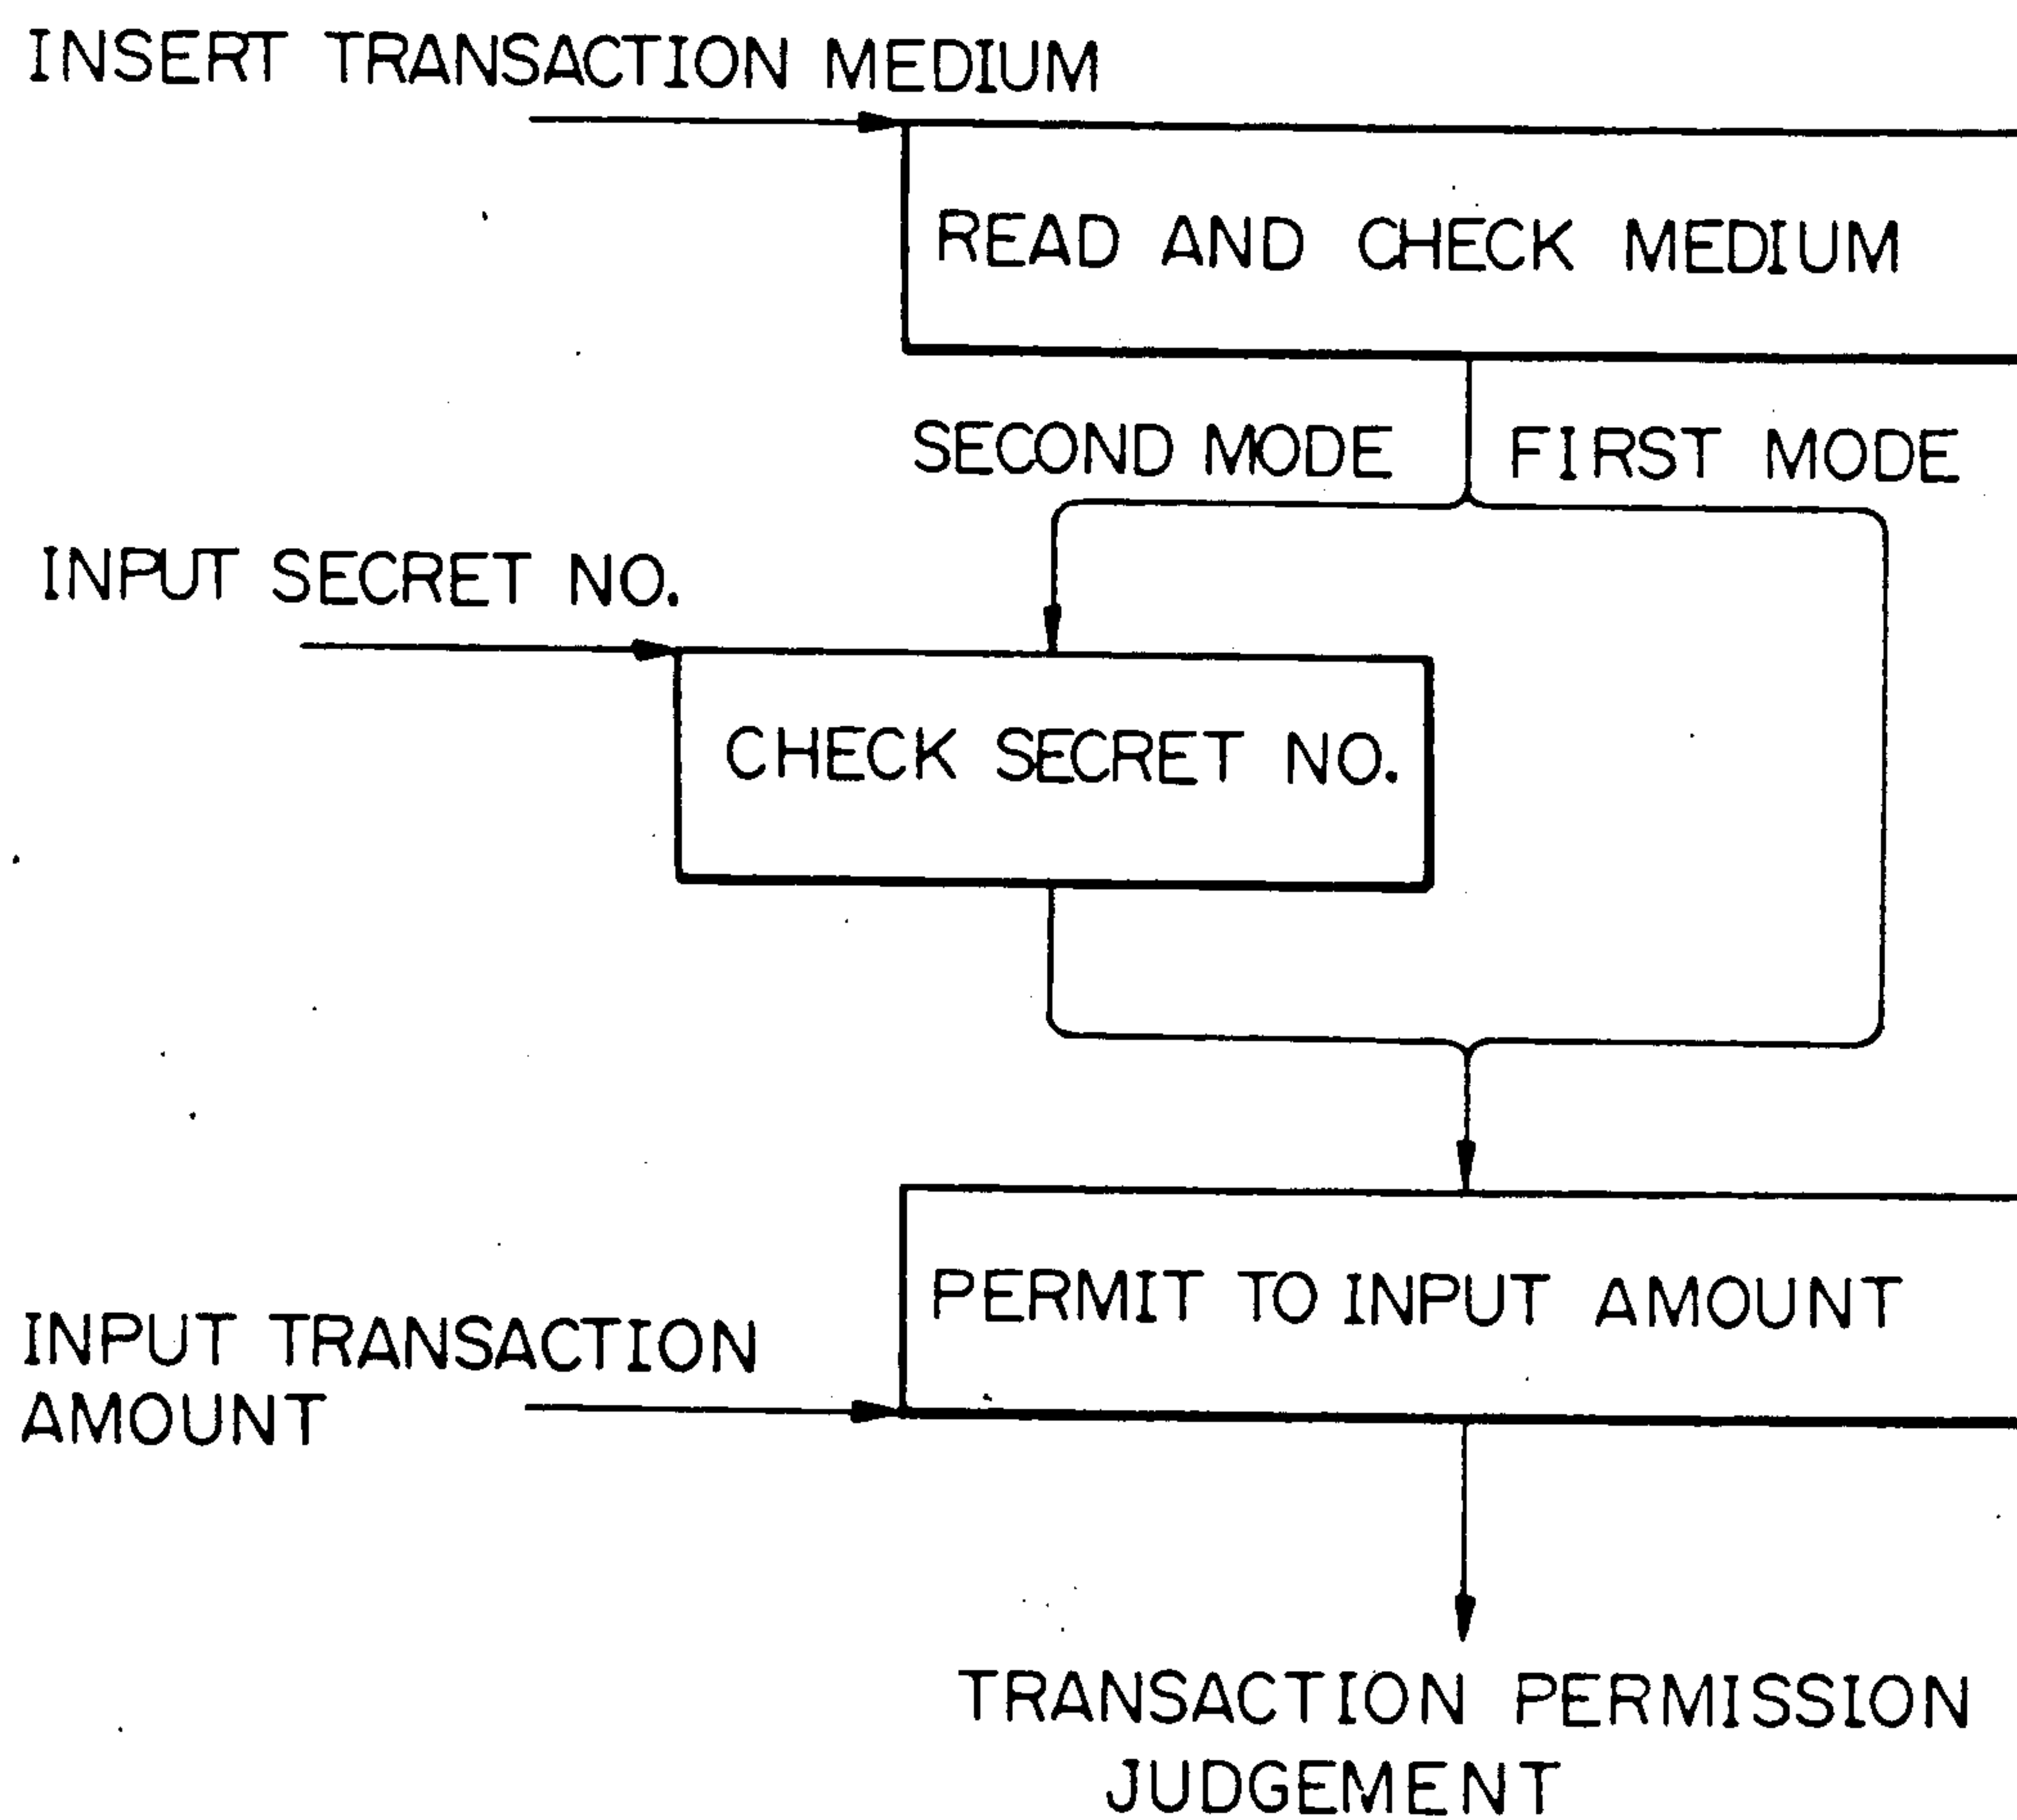 INSERT TRANSACTION MEDIUM
READ AND CHECK MEDIUM
SECOND MODE
FIRST MODE
INPUT SECRET NO.
CHECK SECRET NO.
PERMIT TO INPUT AMOUNT
INPUT TRANSACTION
AMOUNT
TRANSACTION PERMISSION
JUDGEMENT